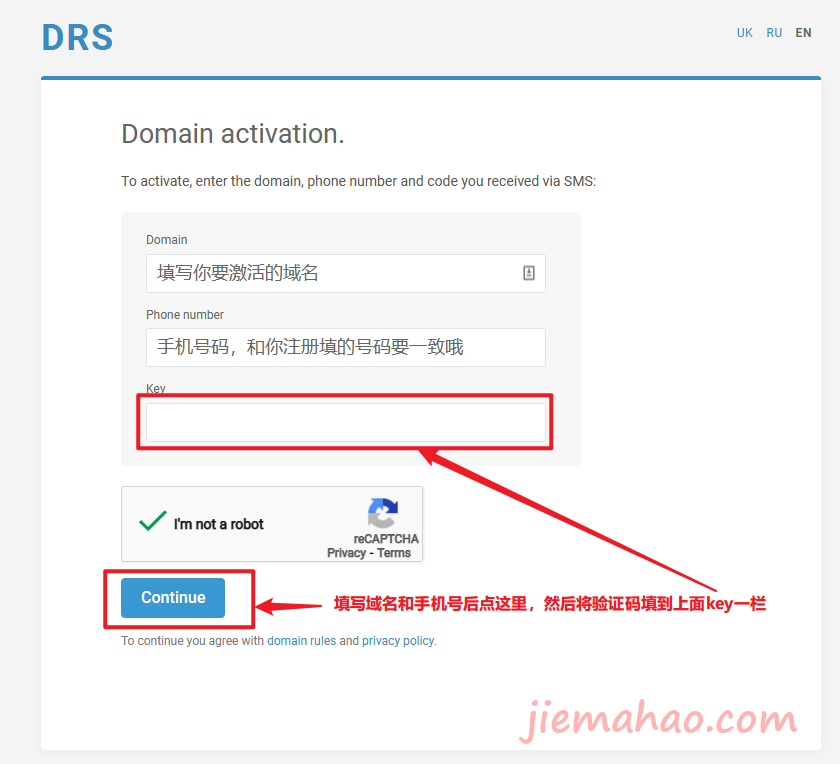 DRS
UK RU EN
Domain activation.
To activate, enter the domain, phone number and code you received via SMS:
Domain
填写你要激活的域名
Phone number
手机号码，和你注册填的号码要一致哦
Key
I'm not a robot
reCAPTCHA
Privacy - Terms
Continue
填写域名和手机号后点这里，然后将验证码填到上面key一栏
To continue you agree with domain rules and privacy policy.
jiemahao.com